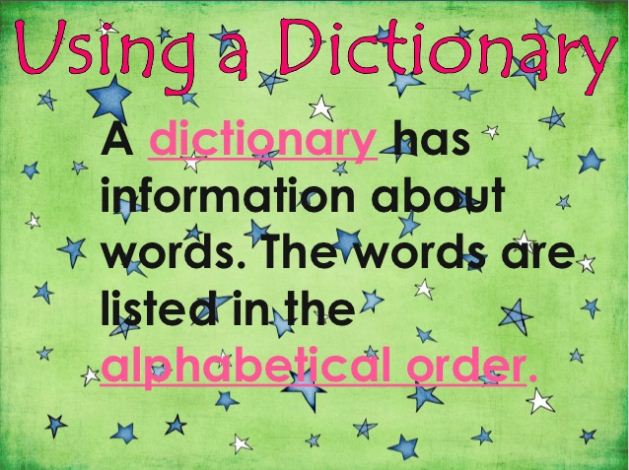 Using a Dictionary
A dictionary has
information about
words. The words are
listed in the
alphabetical order.